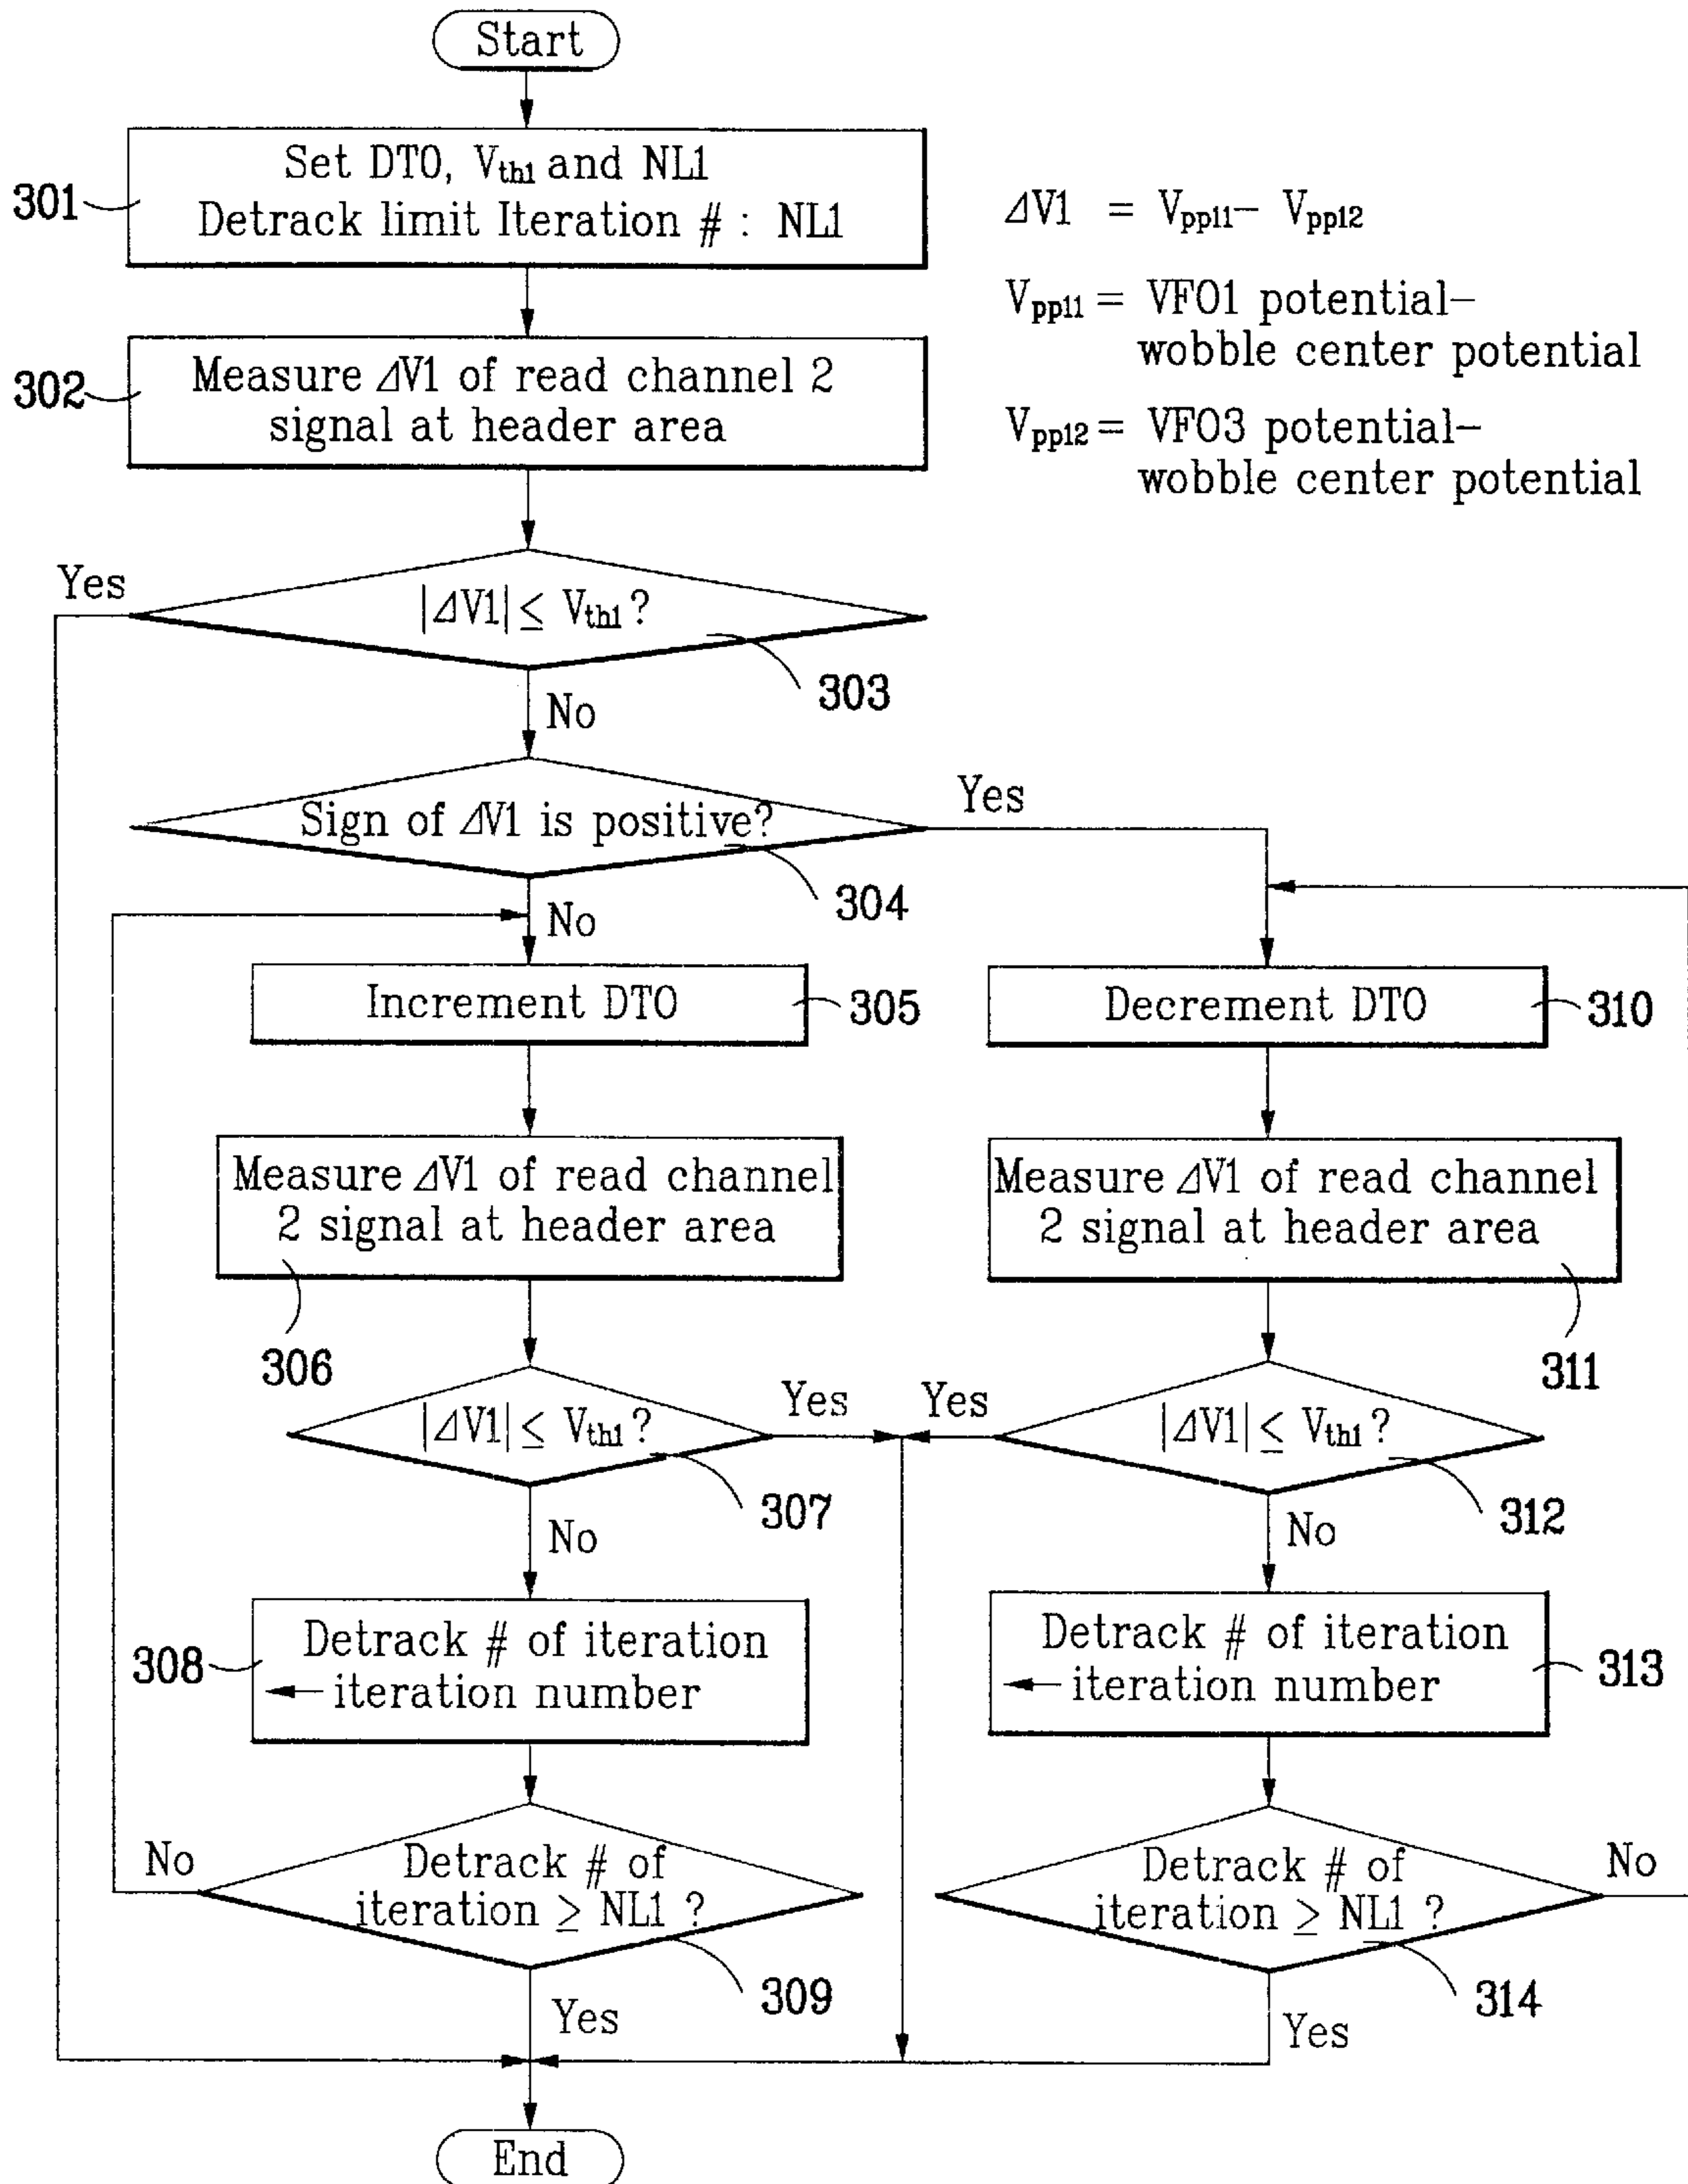 Start
Set DTO, Vth1 and NL1
Detrack limit Iteration # : NL1
301
ΔV1 = Vpp11− Vpp12
Vpp11 = VFO1 potential−
wobble center potential
Vpp12 = VFO3 potential−
wobble center potential
Measure ΔV1 of read channel 2
signal at header area
302
Yes
|ΔV1| ≤ Vth1 ?
303
No
Sign of ΔV1 is positive?
Yes
304
No
Increment DTO
305
Decrement DTO
310
Measure ΔV1 of read channel
2 signal at header area
306
Measure ΔV1 of read channel
2 signal at header area
311
|ΔV1| ≤ Vth1 ?
Yes
307
No
Yes
|ΔV1| ≤ Vth1 ?
312
No
308
Detrack # of iteration
← iteration number
Detrack # of iteration
← iteration number
313
No
Detrack # of
iteration ≥ NL1 ?
309
Yes
Detrack # of
iteration ≥ NL1 ?
No
314
Yes
End